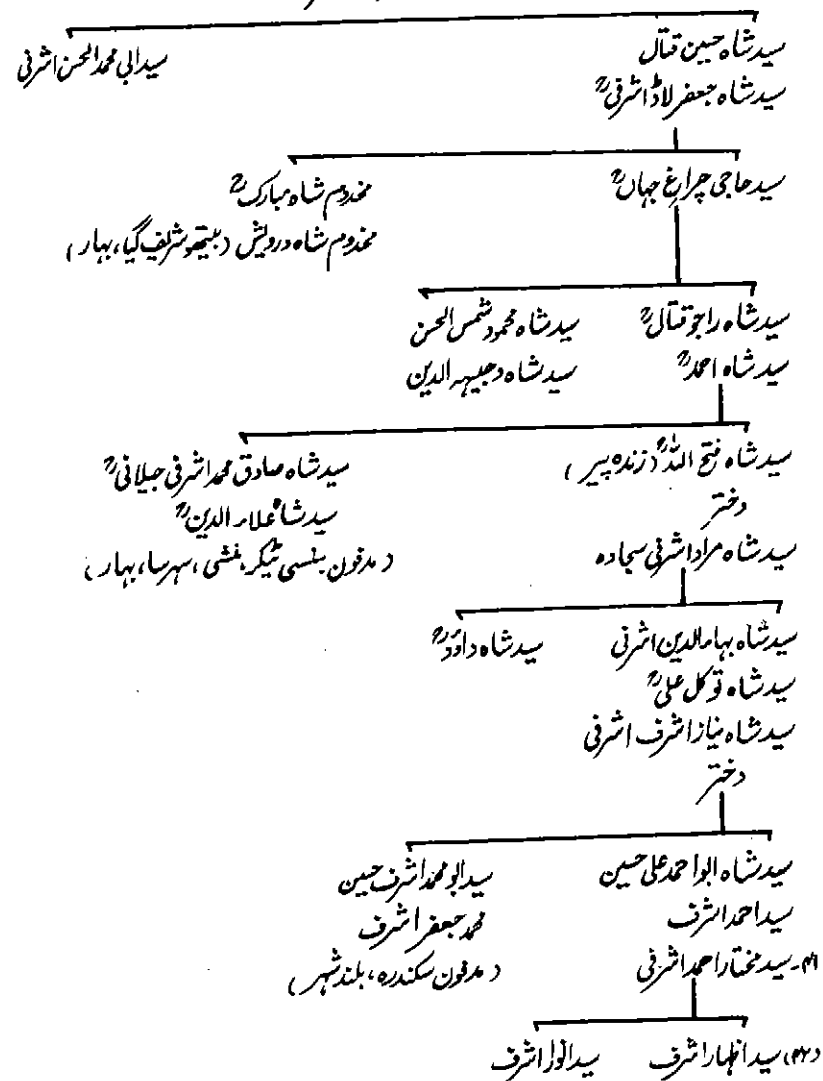 سید شاہ حسین قتال سید ابی محمد الحسن اشرفی
سید شاہ جعفر لاڈ اشرفیؒ
سید حاجی چراغ جہاںؒ مخدوم شاہ مبارکؒ
مخدوم شاہ درویش (بیتھو شریف گیا، بہار)
سید شاہ راجو قتالؒ سید شاہ محمود شمس الحسن
سید شاہ احمدؒ سید شاہ وجیہہ الدین
سید شاہ فتح اللہؒ (زندہ پیر) سید شاہ صادق محمد اشرفی جیلانیؒ
دختر سید شاہ علاء الدینؒ
سید شاہ مراد اشرفی سجادہ (مدفون بنسی ٹیکر، سہرسا، بہار)
سید شاہ بہاء الدین اشرفی سید شاہ داؤدؒ
سید شاہ توکل علیؒ
سید شاہ نیاز اشرف اشرفی
دختر
سید شاہ ابو احمد علی حسین سید ابو محمد اشرف حسین
سید احمد اشرف محمد جعفر اشرف
۴۱۔ سید مختار احمد اشرفی (مدفون سکندرہ، بلند شہر)
(۴۲) سید اظہار اشرف سید انوار اشرف